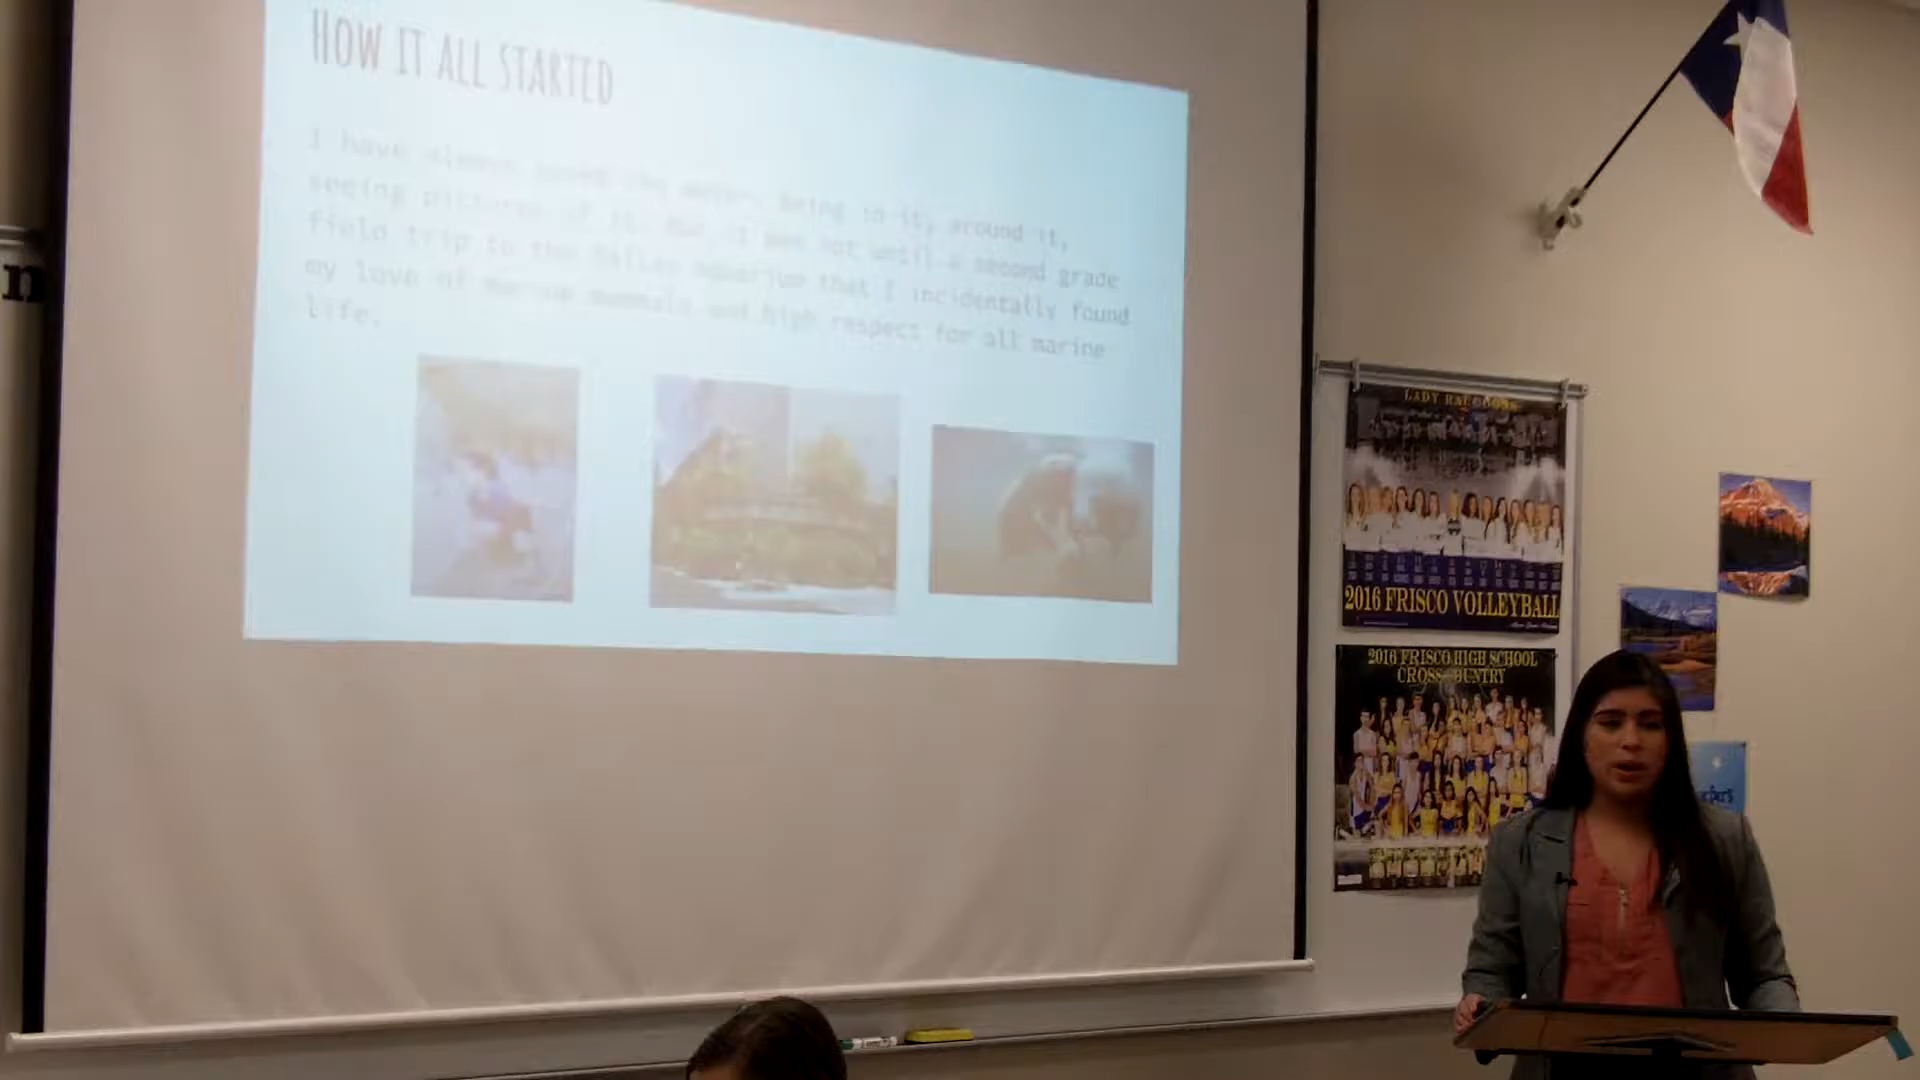 HOW IT ALL STARTED
I have always loved the water, being in it, around it,
seeing pictures of it. But it was not until a second grade
field trip to the Dallas Aquarium that I incidentally found
my love of marine mammals and high respect for all marine
life.
n
LADY RACCOONS
2016 FRISCO VOLLEYBALL
2016 FRISCO HIGH SCHOOL
CROSS COUNTRY